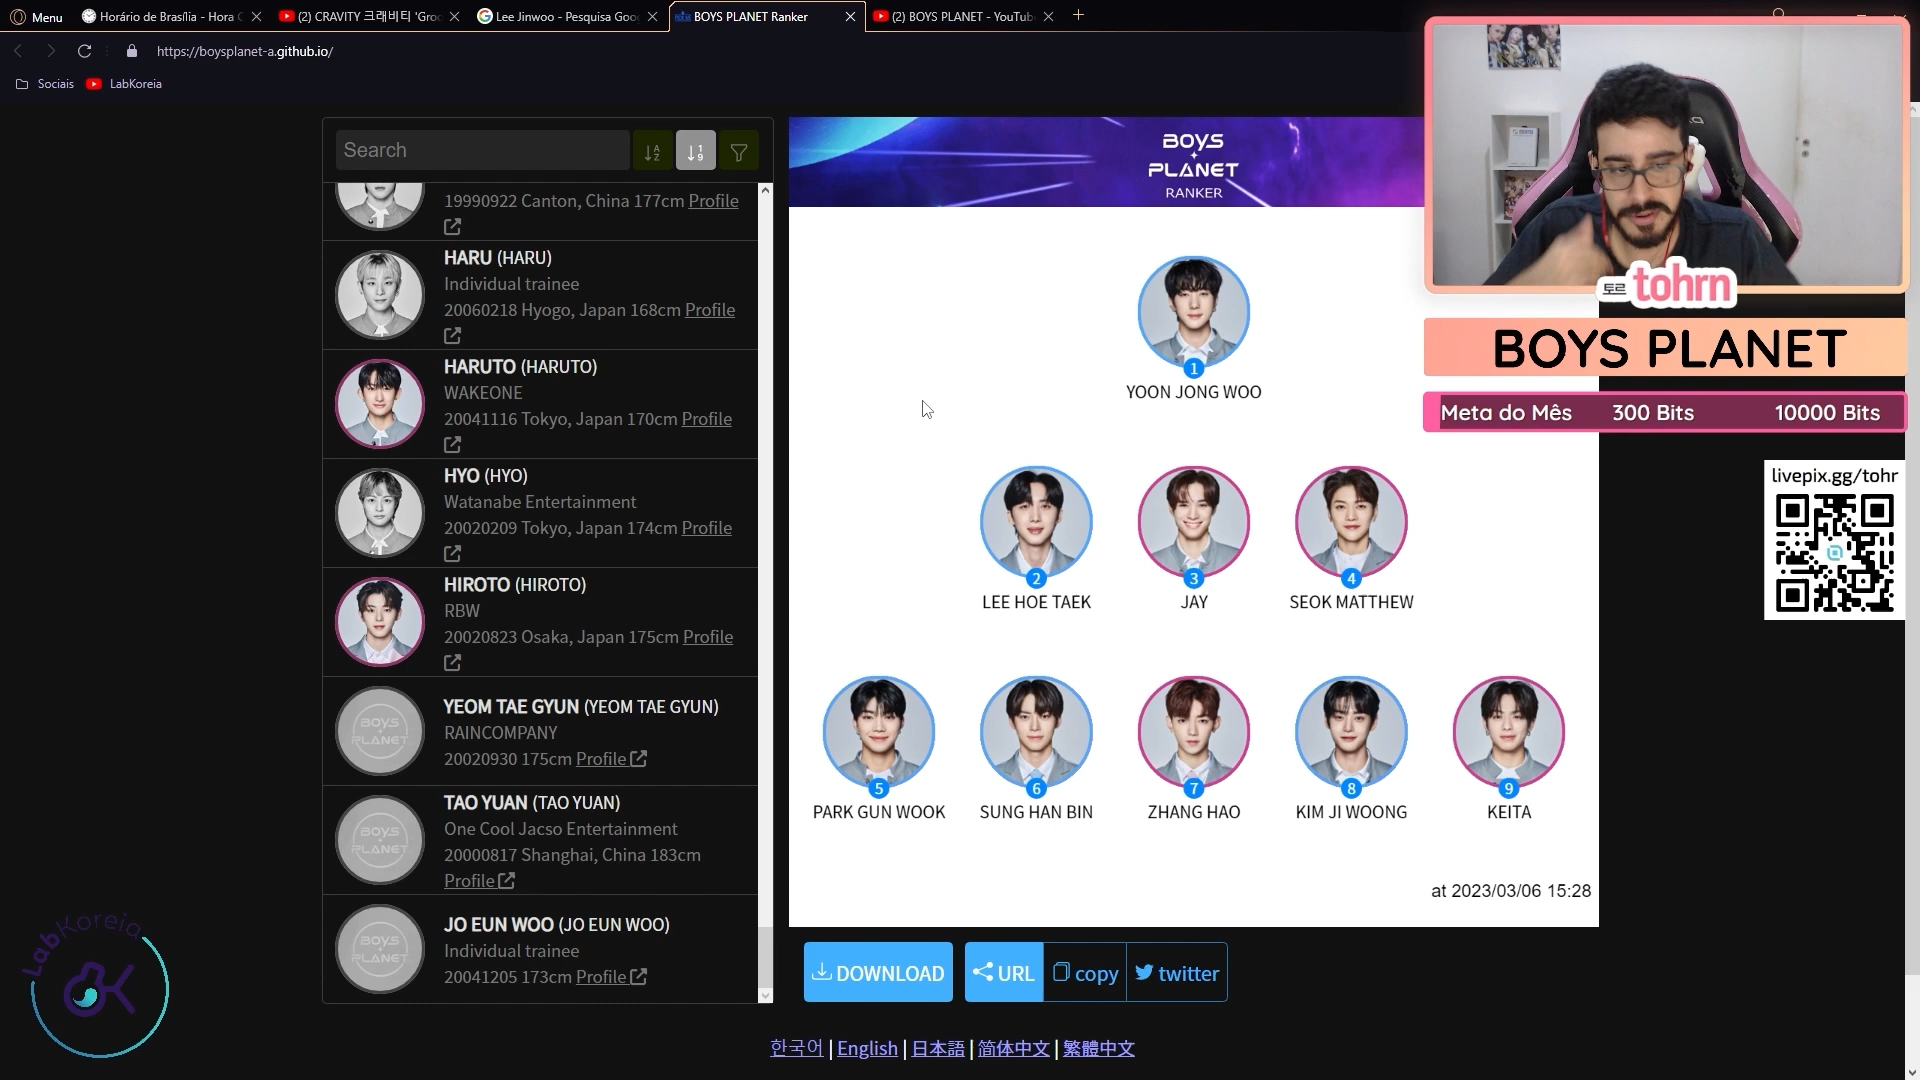 Menu
Horário de Brasília - Hora
(2) CRAVITY 크래비티 'Groo
Lee Jinwoo - Pesquisa Goo
BOYS PLANET Ranker
(2) BOYS PLANET - YouTub
https://boysplanet-a.github.io/
Sociais
LabKoreia
Search
19990922 Canton, China 177cm Profile
HARU (HARU)
Individual trainee
20060218 Hyogo, Japan 168cm Profile
HARUTO (HARUTO)
WAKEONE
20041116 Tokyo, Japan 170cm Profile
HYO (HYO)
Watanabe Entertainment
20020209 Tokyo, Japan 174cm Profile
HIROTO (HIROTO)
RBW
20020823 Osaka, Japan 175cm Profile
BOYS
PLANET
YEOM TAE GYUN (YEOM TAE GYUN)
RAINCOMPANY
20020930 175cm Profile
BOYS
PLANET
TAO YUAN (TAO YUAN)
One Cool Jacso Entertainment
20000817 Shanghai, China 183cm
Profile
BOYS
PLANET
JO EUN WOO (JO EUN WOO)
Individual trainee
20041205 173cm Profile
BOYS
PLANET
RANKER
1
YOON JONG WOO
2
LEE HOE TAEK
3
JAY
4
SEOK MATTHEW
5
PARK GUN WOOK
6
SUNG HAN BIN
7
ZHANG HAO
8
KIM JI WOONG
9
KEITA
at 2023/03/06 15:28
DOWNLOAD
URL
copy
twitter
한국어 | English | 日本語 | 简体中文 | 繁體中文
토르 tohrn
BOYS PLANET
Meta do Mês 300 Bits 10000 Bits
livepix.gg/tohr
LabKoreia